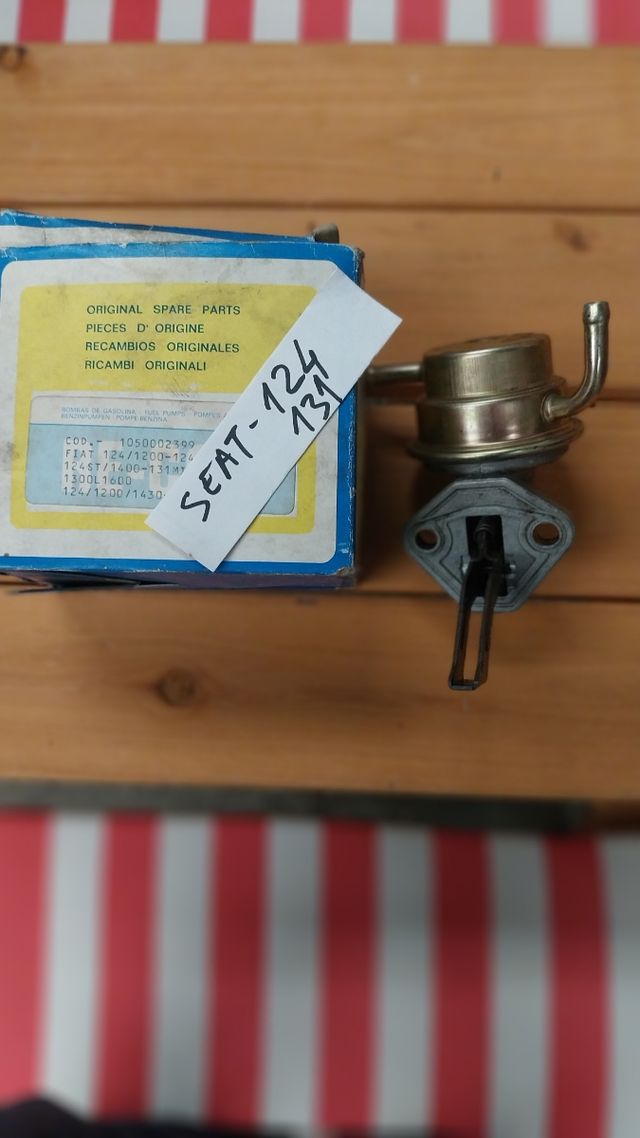 ORIGINAL SPARE PARTS
PIECES D' ORIGINE
RECAMBIOS ORIGINALES
RICAMBI ORIGINALI
BOMBAS DE GASOLINA - FUEL PUMPS - POMPES
BENZINPUMPEN - POMPE BENZINA
COD.- 1050002399
FIAT 124/1200-124
124ST/1400-131
1300L1600
124/1200/1430
SEAT-124
131